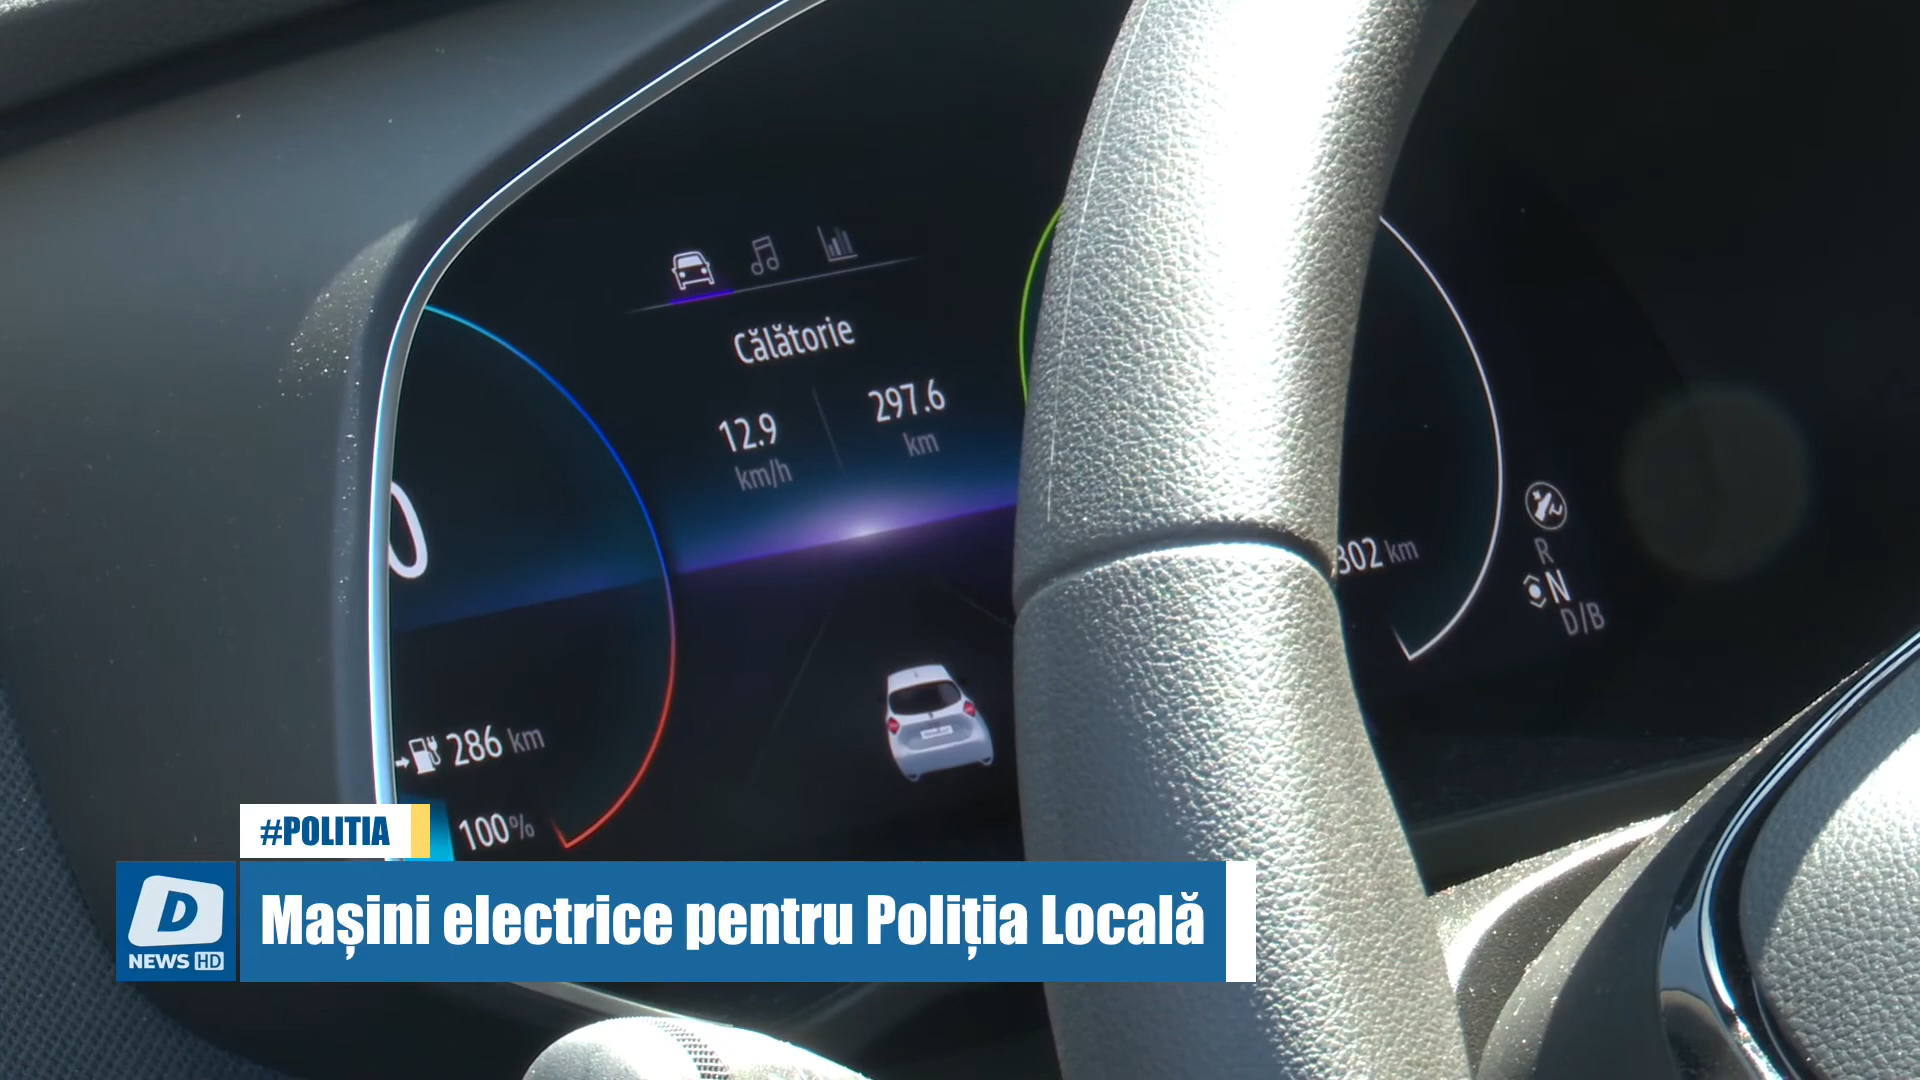 Călătorie
12.9
km/h
297.6
km
0
302 km
R
N
D/B
286 km
100%
#POLITIA
D
NEWS HD
Mașini electrice pentru Poliția Locală